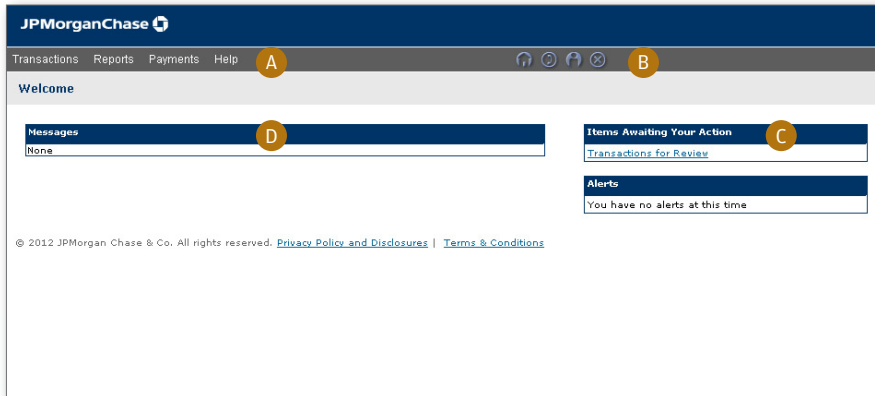 JPMorganChase
Transactions Reports Payments Help A B
Welcome
Messages D
None
Items Awaiting Your Action C
Transactions for Review
Alerts
You have no alerts at this time
© 2012 JPMorgan Chase & Co. All rights reserved. Privacy Policy and Disclosures | Terms & Conditions